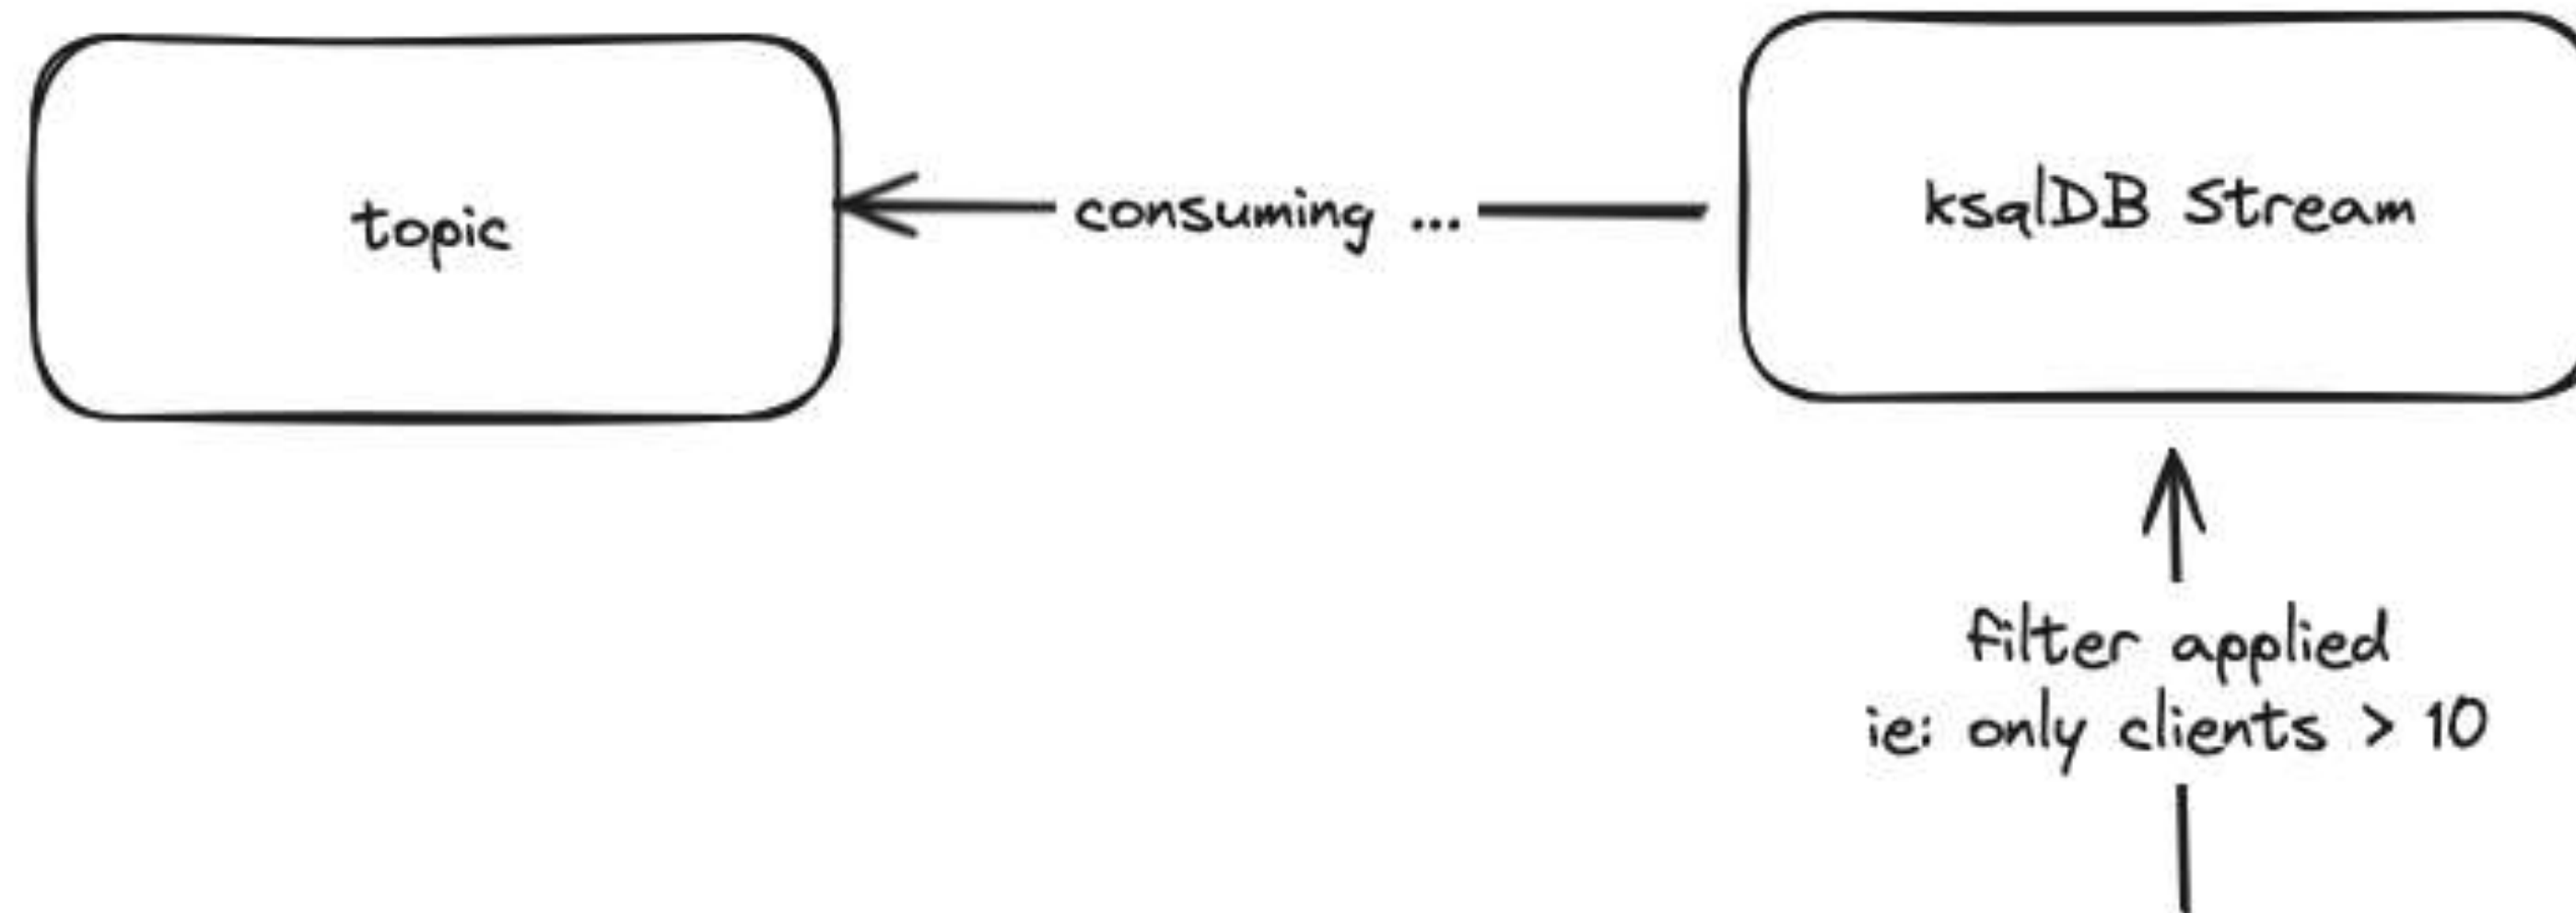 topic
consuming ...
ksqlDB Stream
filter applied
ie: only clients > 10